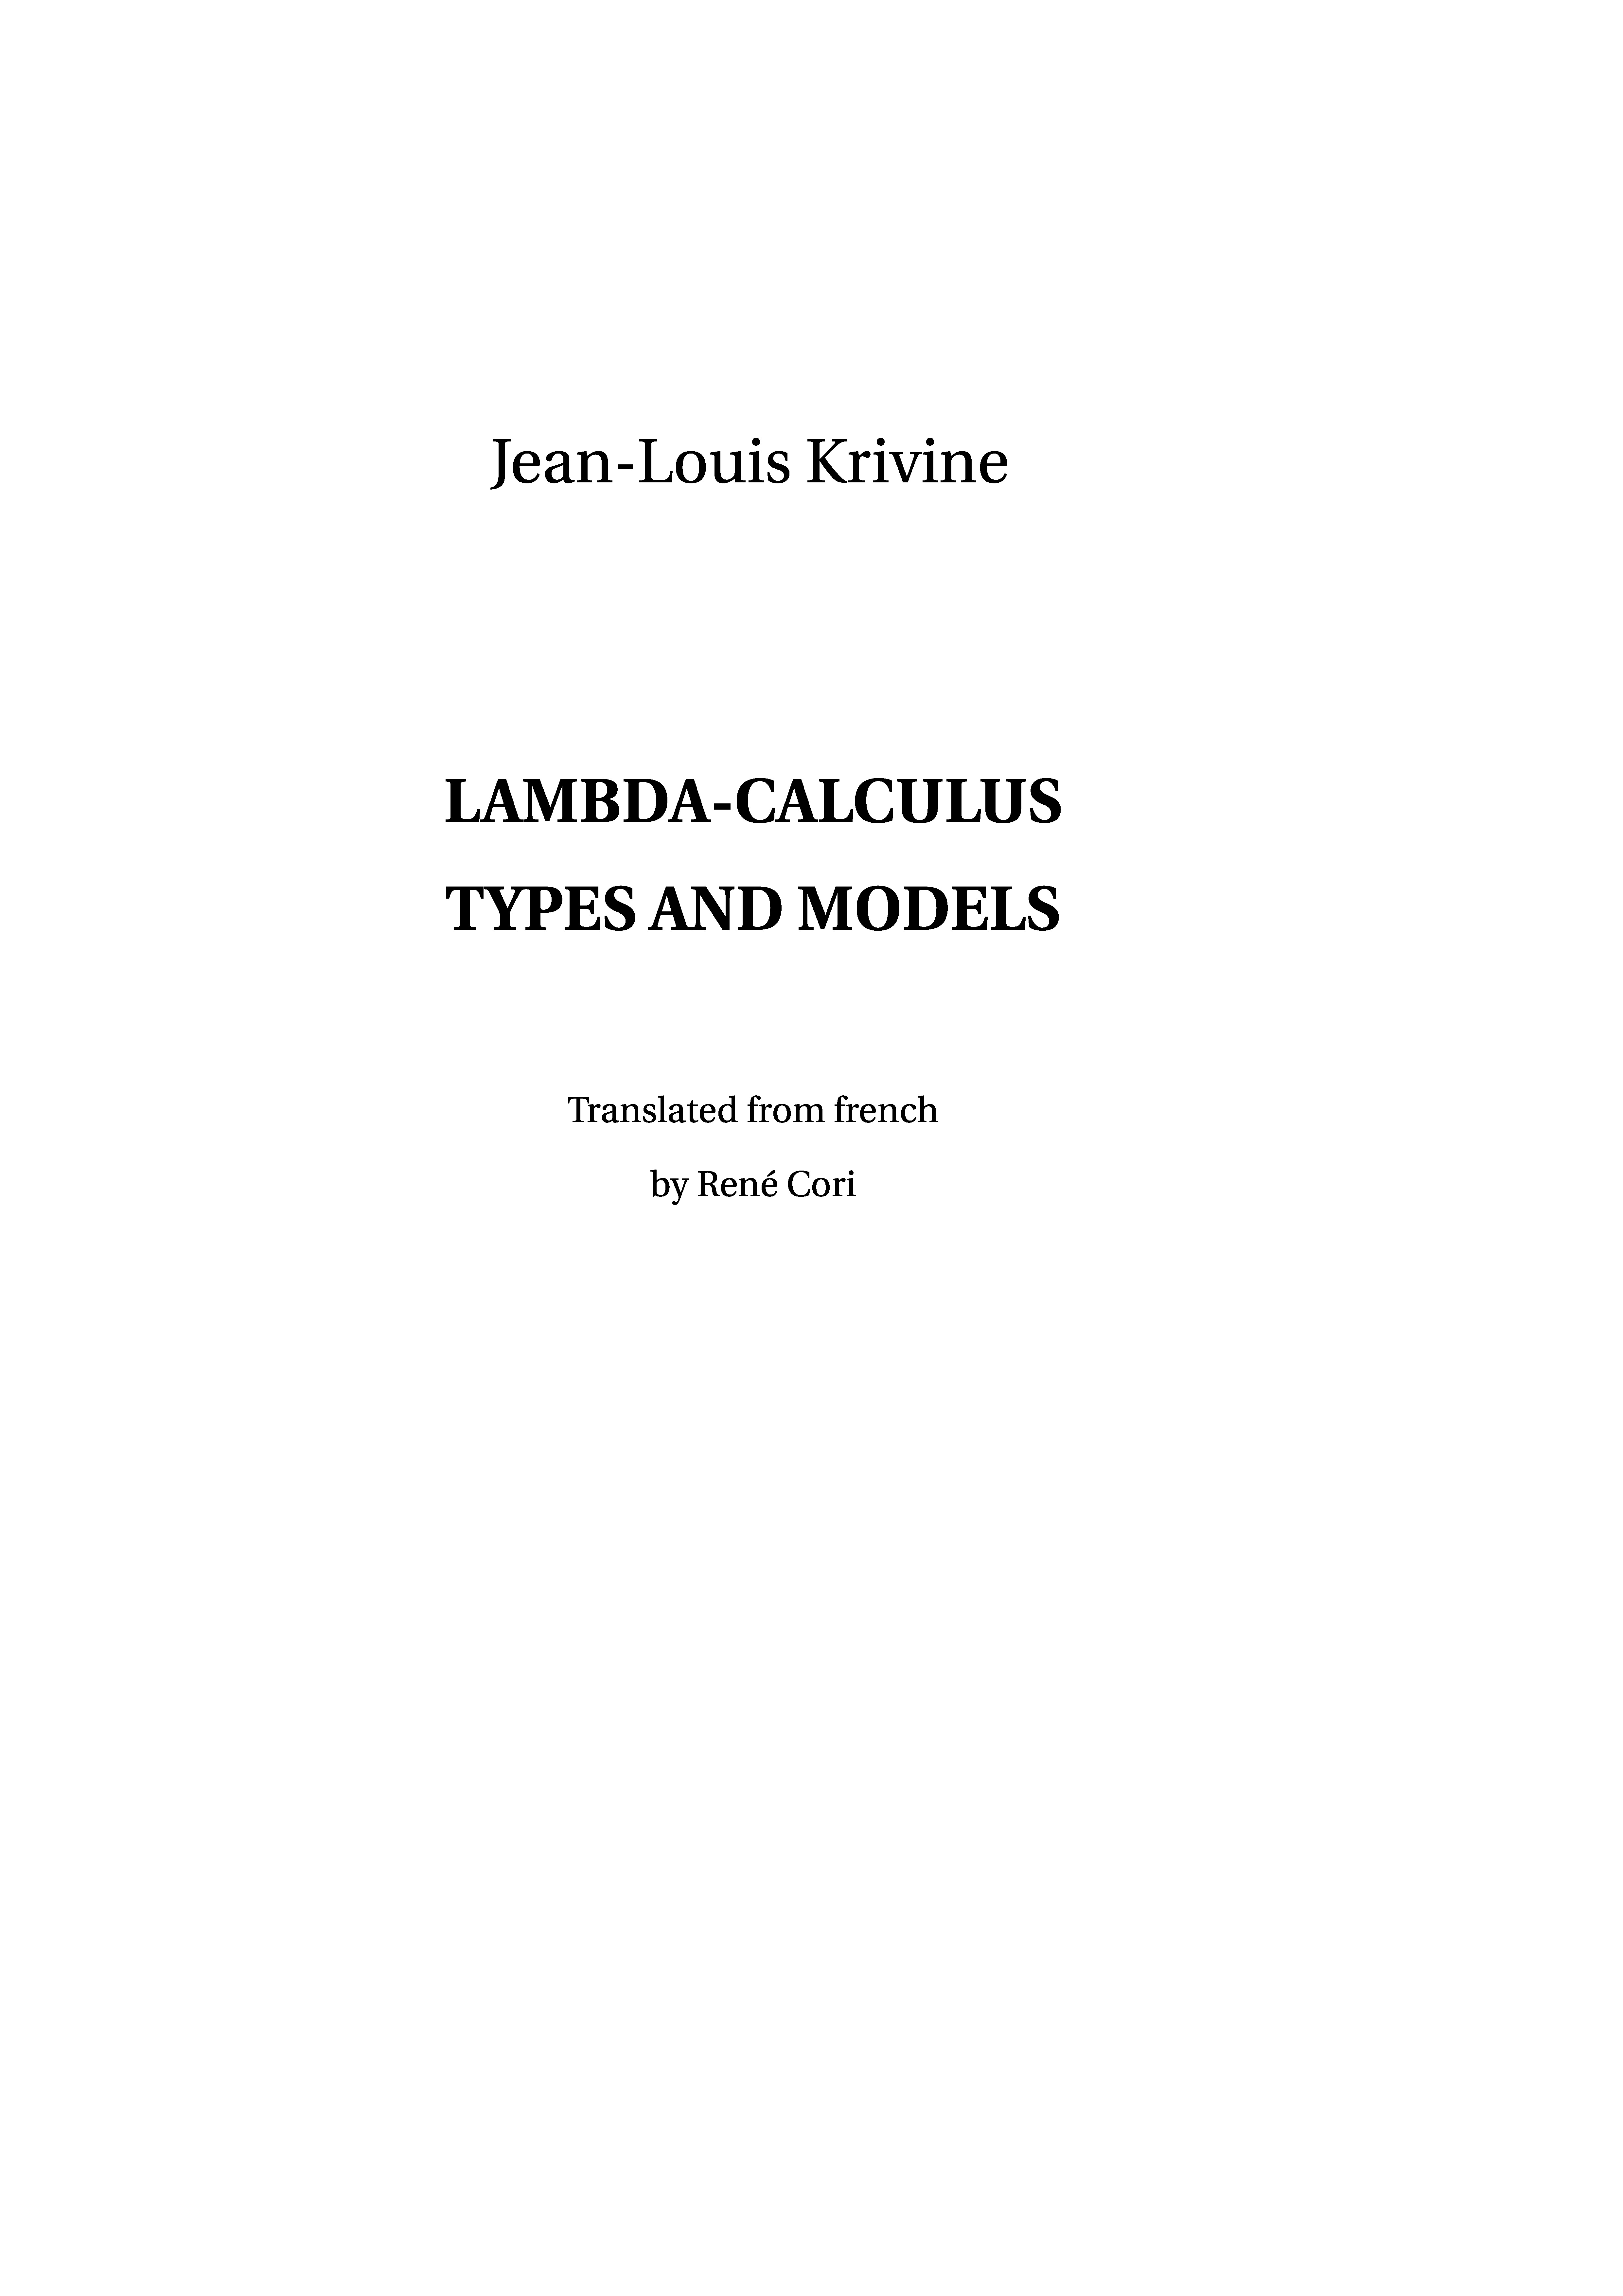 Jean-Louis Krivine
LAMBDA-CALCULUS
TYPES AND MODELS
Translated from french
by René Cori